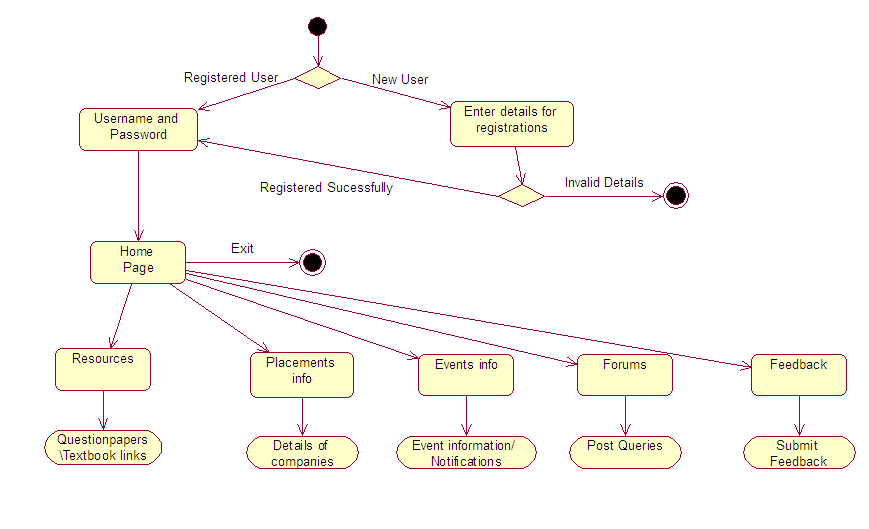 Registered User
New User
Username and
Password
Enter details for
registrations
Registered Sucessfully
Invalid Details
Home
Page
Exit
Resources
Placements
info
Events info
Forums
Feedback
Questionpapers
\Textbook links
Details of
companies
Event information/
Notifications
Post Queries
Submit
Feedback